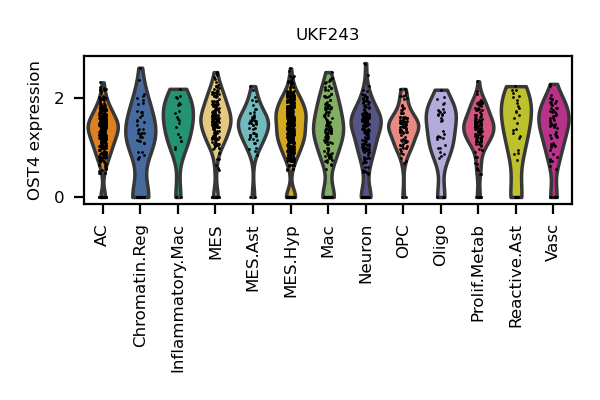 UKF243
OST4 expression
2
0
AC
Chromatin.Reg
Inflammatory.Mac
MES
MES.Ast
MES.Hyp
Mac
Neuron
OPC
Oligo
Prolif.Metab
Reactive.Ast
Vasc